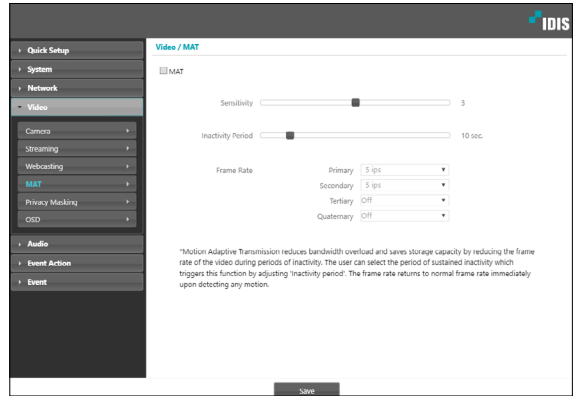 IDIS
Quick Setup
System
Network
Video
Camera
Streaming
Webcasting
MAT
Privacy Masking
OSD
Audio
Event Action
Event
Video / MAT
MAT
Sensitivity 3
Inactivity Period 10 sec.
Frame Rate Primary 5 ips
Secondary 5 ips
Tertiary Off
Quaternary Off
*Motion Adaptive Transmission reduces bandwidth overload and saves storage capacity by reducing the frame
rate of the video during periods of inactivity. The user can select the period of sustained inactivity which
triggers this function by adjusting 'Inactivity period'. The frame rate returns to normal frame rate immediately
upon detecting any motion.
Save